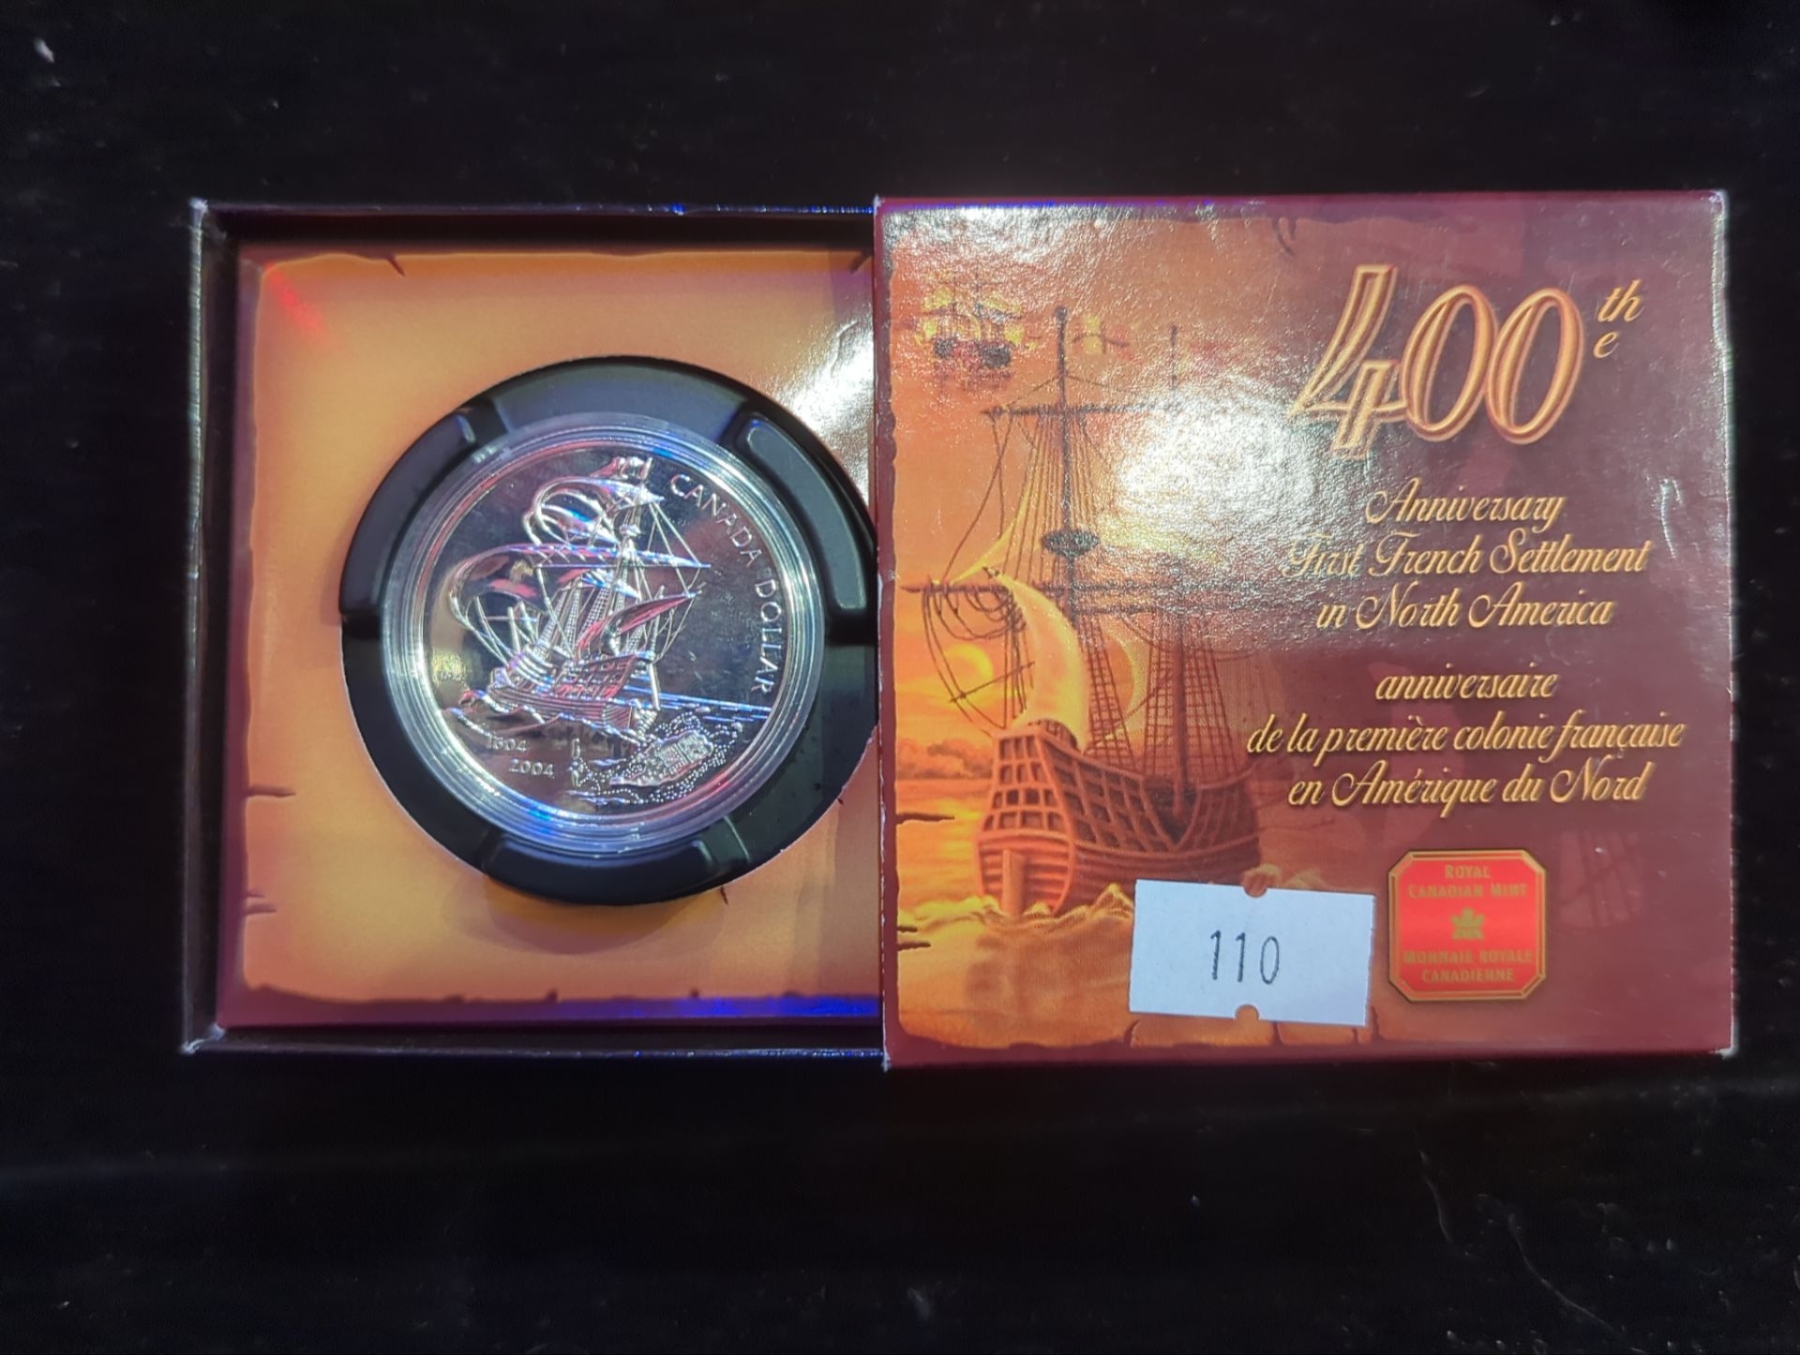 CANADA DOLLAR
1604
2004
400th
e
Anniversary
First French Settlement
in North America
anniversaire
de la première colonie française
en Amérique du Nord
ROYAL
CANADIAN MINT
MONNAIE ROYALE
CANADIENNE
110